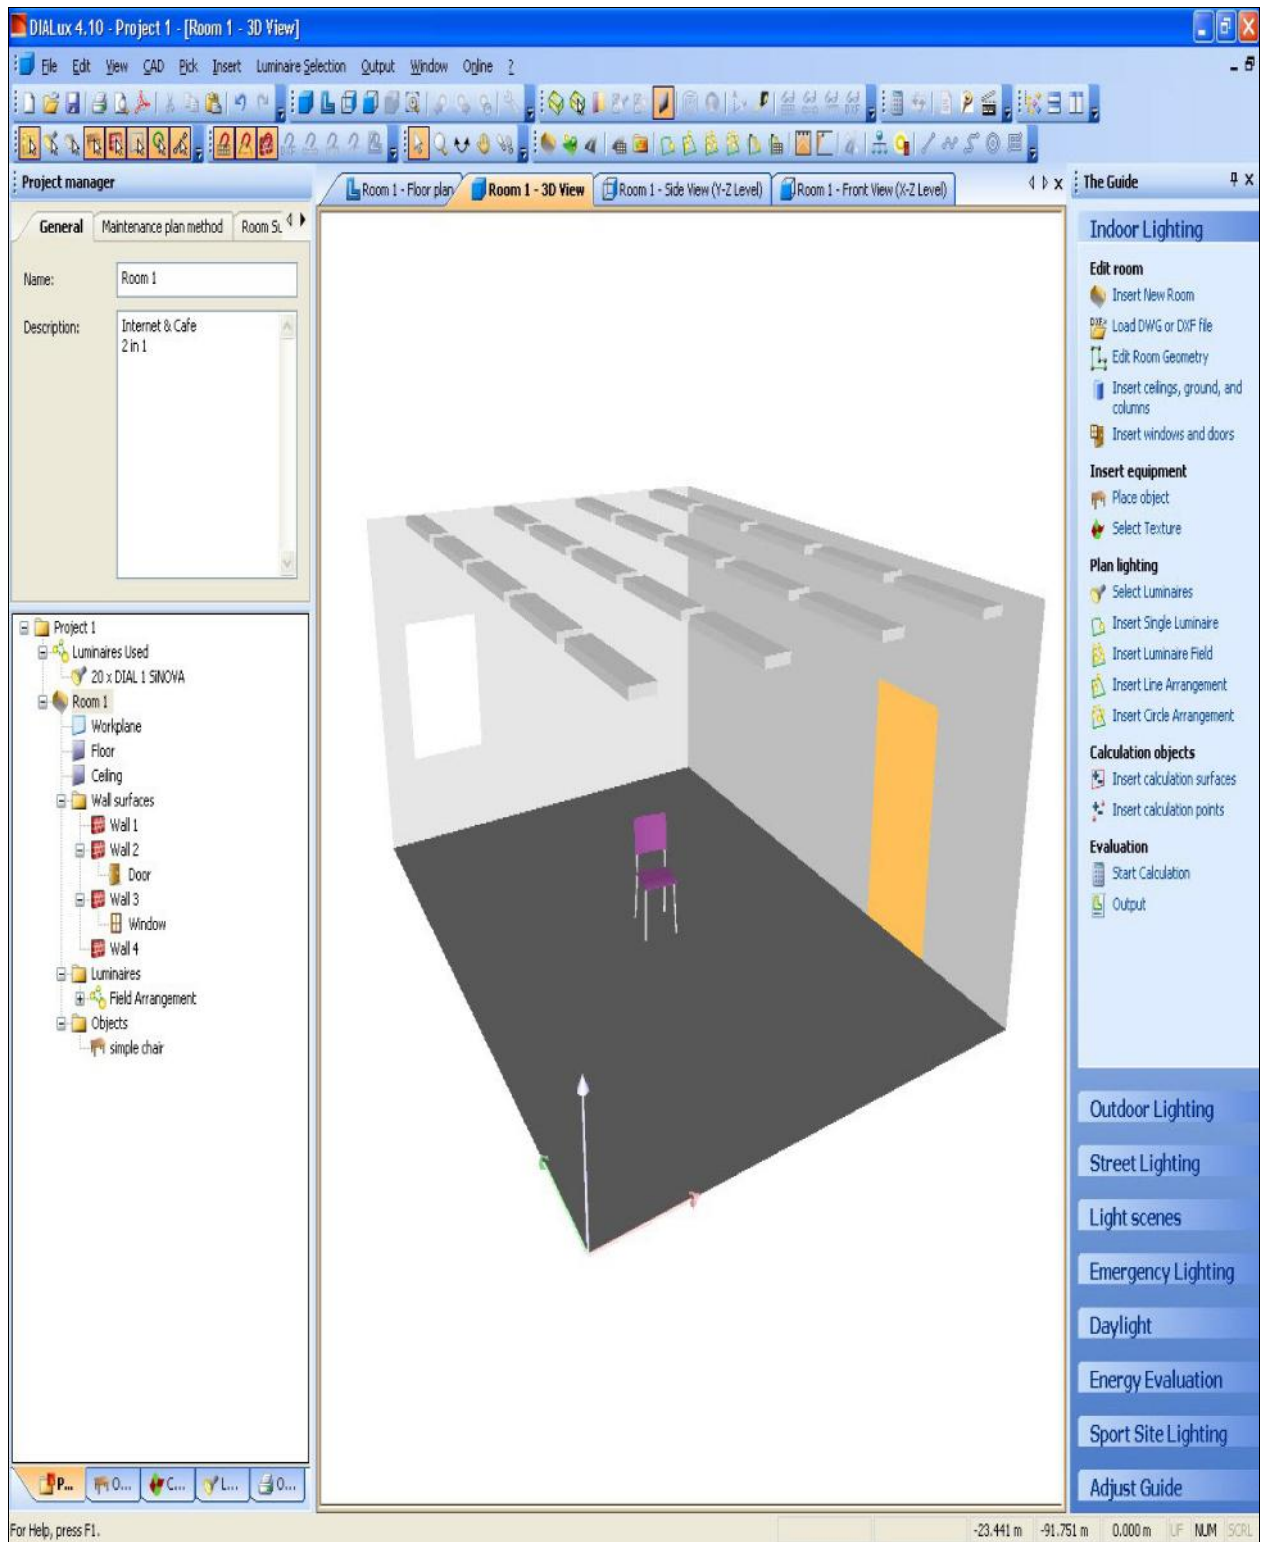 DIALux 4.10 - Project 1 - [Room 1 - 3D View]
File Edit View CAD Pick Insert Luminaire Selection Output Window Online ?
Project manager
Room 1 - Floor plan
Room 1 - 3D View
Room 1 - Side View (Y-Z Level)
Room 1 - Front View (X-Z Level)
The Guide
General
Maintenance plan method
Room Su
Name:
Room 1
Description:
Internet & Cafe
2 in 1
Project 1
Luminaires Used
20 x DIAL 1 SiNOVA
Room 1
Workplane
Floor
Ceiling
Wall surfaces
Wall 1
Wall 2
Door
Wall 3
Window
Wall 4
Luminaires
Field Arrangement
Objects
simple chair
P...
O...
C...
L...
O...
Indoor Lighting
Edit room
Insert New Room
Load DWG or DXF file
Edit Room Geometry
Insert ceilings, ground, and
columns
Insert windows and doors
Insert equipment
Place object
Select Texture
Plan lighting
Select Luminaires
Insert Single Luminaire
Insert Luminaire Field
Insert Line Arrangement
Insert Circle Arrangement
Calculation objects
Insert calculation surfaces
Insert calculation points
Evaluation
Start Calculation
Output
Outdoor Lighting
Street Lighting
Light scenes
Emergency Lighting
Daylight
Energy Evaluation
Sport Site Lighting
Adjust Guide
For Help, press F1.
-23.441 m -91.751 m 0.000 m UF NUM SCRL